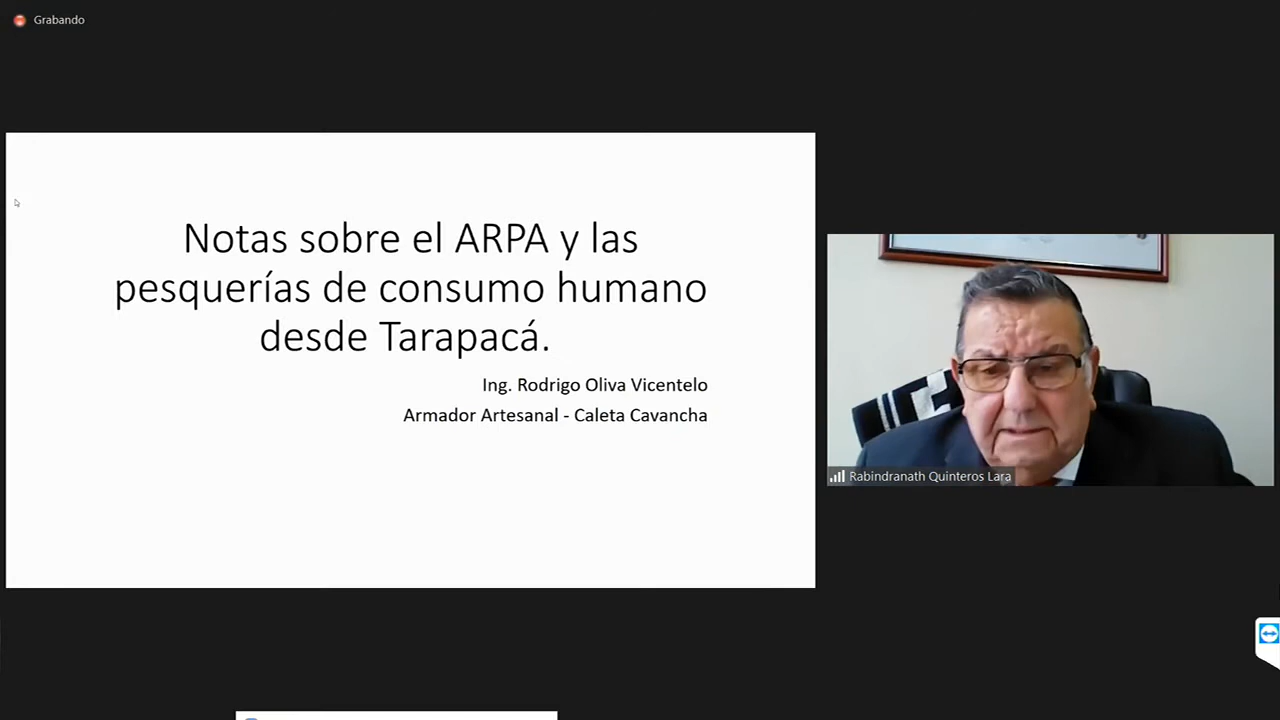 Grabando
Notas sobre el ARPA y las
pesquerías de consumo humano
desde Tarapacá.
Ing. Rodrigo Oliva Vicentelo
Armador Artesanal - Caleta Cavancha
Rabindranath Quinteros Lara